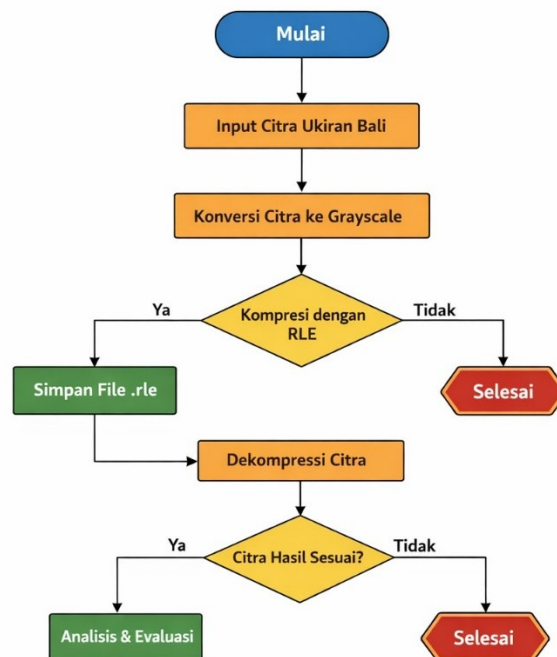 Mulai
Input Citra Ukiran Bali
Konversi Citra ke Grayscale
Kompresi dengan
RLE
Ya
Tidak
Simpan File .rle
Selesai
Dekompressi Citra
Citra Hasil Sesuai?
Ya
Tidak
Analisis & Evaluasi
Selesai